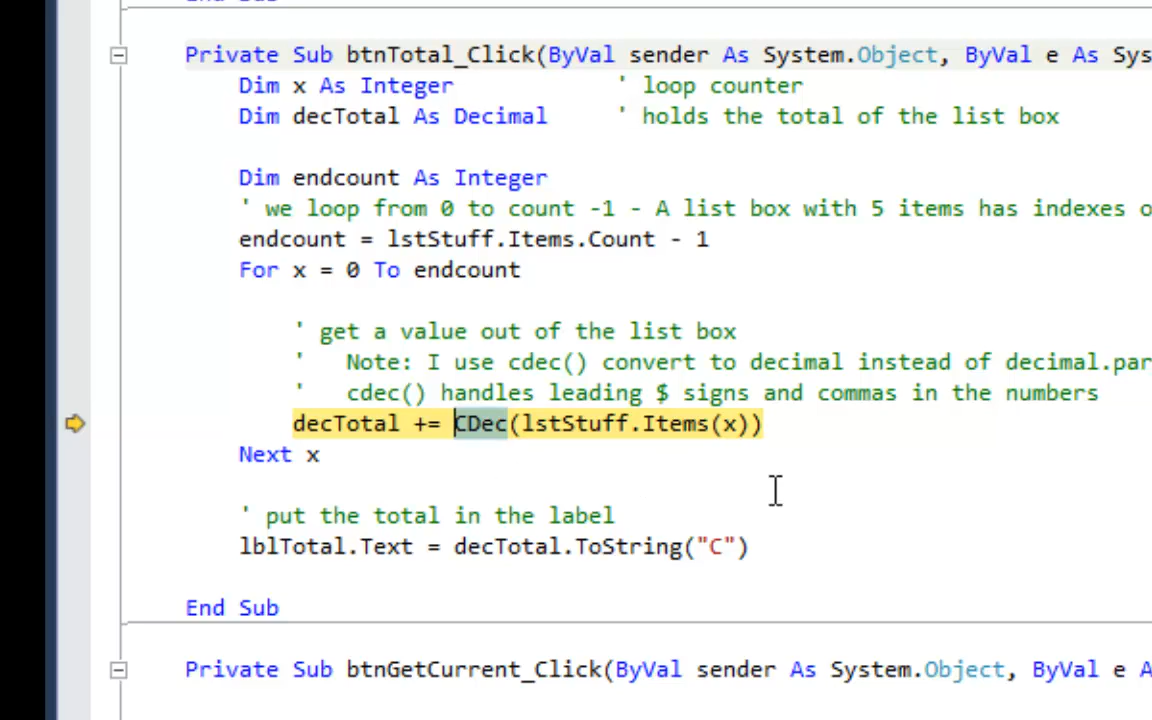 End Sub
Private Sub btnTotal_Click(ByVal sender As System.Object, ByVal e As Sys
Dim x As Integer ' loop counter
Dim decTotal As Decimal ' holds the total of the list box
Dim endcount As Integer
' we loop from 0 to count -1 - A list box with 5 items has indexes o
endcount = lstStuff.Items.Count - 1
For x = 0 To endcount
' get a value out of the list box
' Note: I use cdec() convert to decimal instead of decimal.par
' cdec() handles leading $ signs and commas in the numbers
decTotal += CDec(lstStuff.Items(x))
Next x
' put the total in the label
lblTotal.Text = decTotal.ToString("C")
End Sub
Private Sub btnGetCurrent_Click(ByVal sender As System.Object, ByVal e A